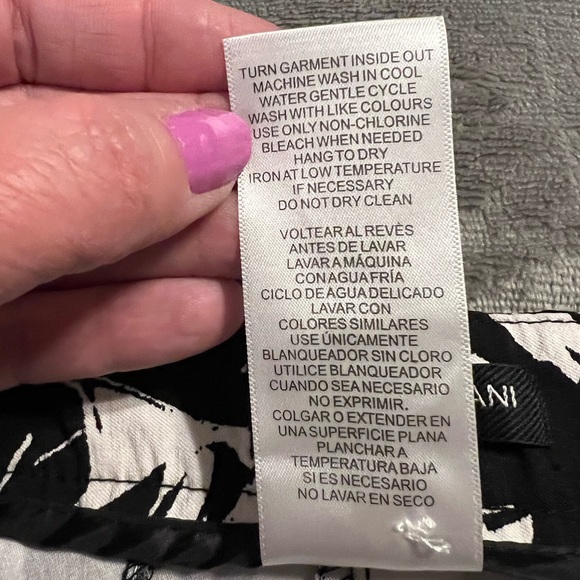 TURN GARMENT INSIDE OUT
MACHINE WASH IN COOL
WATER GENTLE CYCLE
WASH WITH LIKE COLOURS
USE ONLY NON-CHLORINE
BLEACH WHEN NEEDED
HANG TO DRY
IRON AT LOW TEMPERATURE
IF NECESSARY
DO NOT DRY CLEAN
VOLTEAR AL REVÈS
ANTES DE LAVAR
LAVAR A MÁQUINA
CON AGUA FRÍA
CICLO DE AGUA DELICADO
LAVAR CON
COLORES SIMILARES
USE ÚNICAMENTE
BLANQUEADOR SIN CLORO
UTILICE BLANQUEADOR
CUANDO SEA NECESARIO
NO EXPRIMIR.
COLGAR O EXTENDER EN
UNA SUPERFICIE PLANA
PLANCHAR A
TEMPERATURA BAJA
SI ES NECESARIO
NO LAVAR EN SECO
ANI